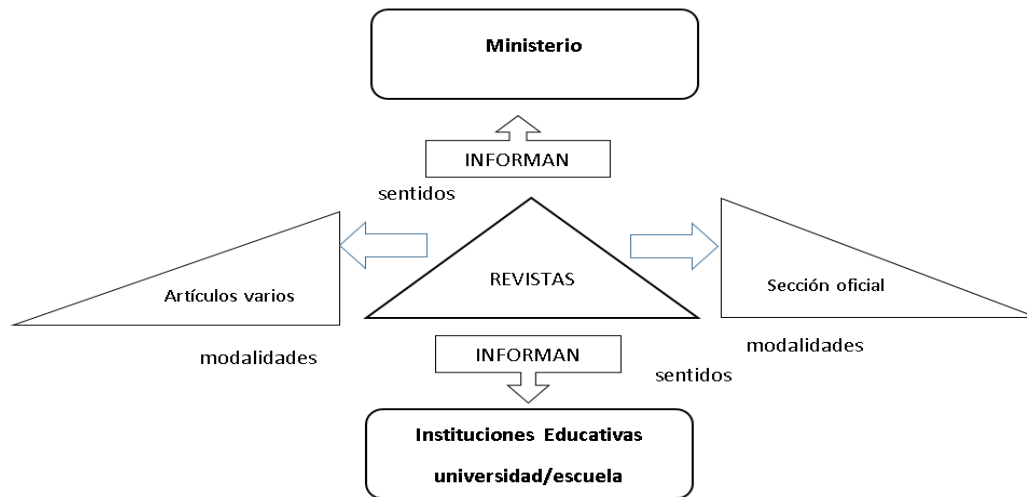 Ministerio
INFORMAN
sentidos
REVISTAS
Artículos varios
Sección oficial
modalidades
INFORMAN
modalidades
sentidos
Instituciones Educativas
universidad/escuela